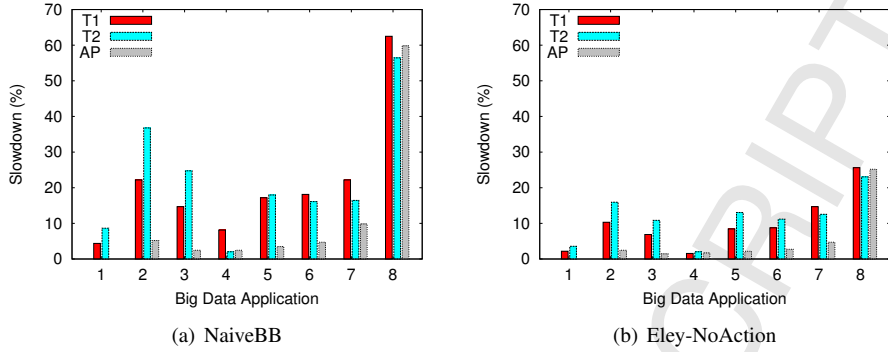 70
60
50
40
30
20
10
0
Slowdown (%)
T1
T2
AP
1 2 3 4 5 6 7 8
Big Data Application
(a) NaiveBB
70
60
50
40
30
20
10
0
Slowdown (%)
T1
T2
AP
1 2 3 4 5 6 7 8
Big Data Application
(b) Eley-NoAction
CRIPT